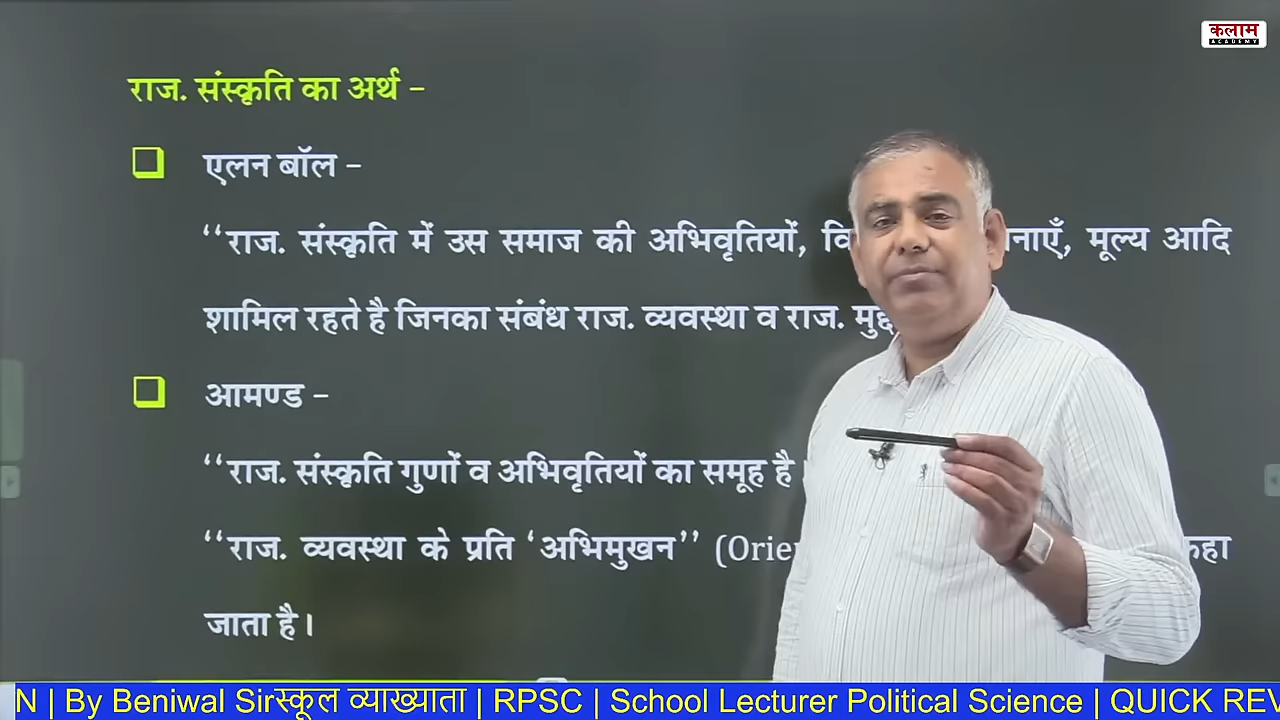 कलाम
ACADEMY
राज. संस्कृति का अर्थ –
एलन बॉल –
“राज. संस्कृति में उस समाज की अभिवृतियों, मूल्य आदि
शामिल रहते है जिनका संबंध राज. व्यवस्था व राज.
आमण्ड –
“राज. संस्कृति गुणों व अभिवृतियों का समूह है
“राज. व्यवस्था के प्रति ‘अभिमुखन’’ (Orie
जाता है।
N | By Beniwal Sirस्कूल व्याख्याता | RPSC | School Lecturer Political Science | QUICK REV